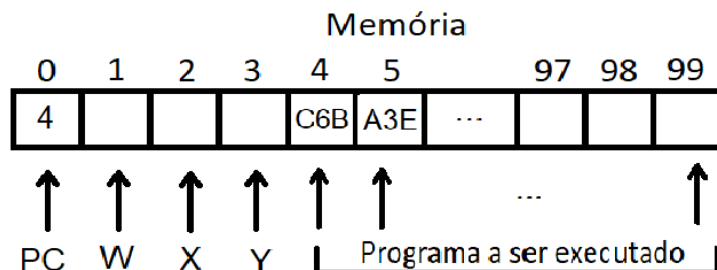 Memória
0 1 2 3 4 5 97 98 99
4 C6B A3E ...
...
PC W X Y Programa a ser executado